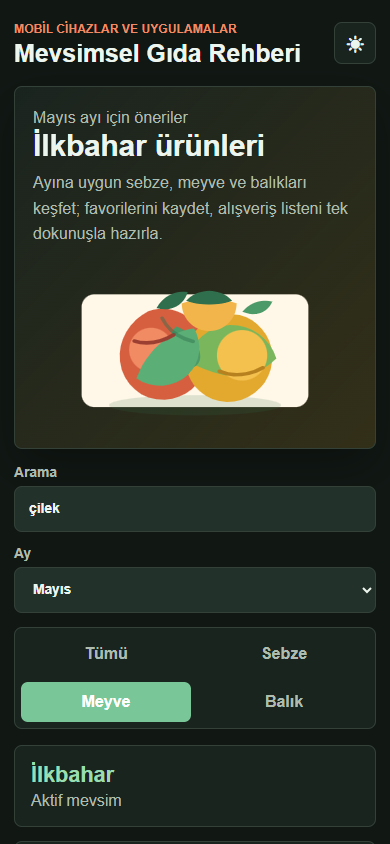 MOBİL CİHAZLAR VE UYGULAMALAR
Mevsimsel Gıda Rehberi
Mayıs ayı için öneriler
İlkbahar ürünleri
Ayına uygun sebze, meyve ve balıkları
keşfet; favorilerini kaydet, alışveriş listeni tek
dokunuşla hazırla.
Arama
çilek
Ay
Mayıs
Tümü
Sebze
Meyve
Balık
İlkbahar
Aktif mevsim